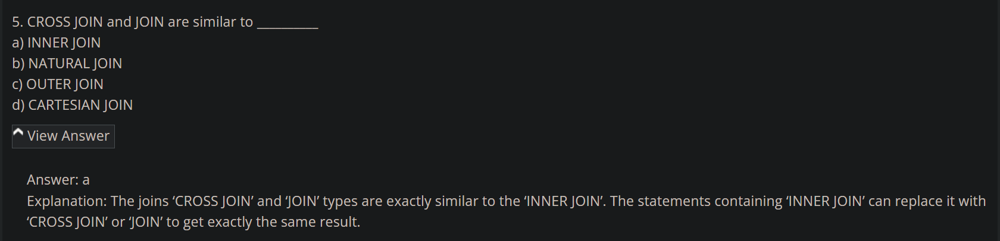 5. CROSS JOIN and JOIN are similar to __________
a) INNER JOIN
b) NATURAL JOIN
c) OUTER JOIN
d) CARTESIAN JOIN
View Answer
Answer: a
Explanation: The joins ‘CROSS JOIN’ and ‘JOIN’ types are exactly similar to the ‘INNER JOIN’. The statements containing ‘INNER JOIN’ can replace it with
‘CROSS JOIN’ or ‘JOIN’ to get exactly the same result.